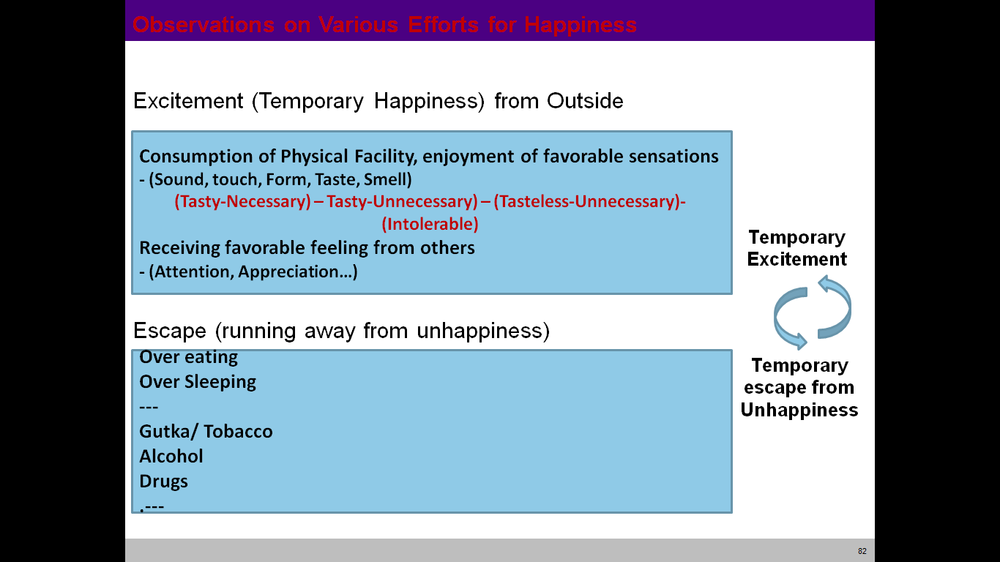 Observations on Various Efforts for Happiness
Excitement (Temporary Happiness) from Outside
Consumption of Physical Facility, enjoyment of favorable sensations
- (Sound, touch, Form, Taste, Smell)
(Tasty-Necessary) – Tasty-Unnecessary) – (Tasteless-Unnecessary)-
(Intolerable)
Receiving favorable feeling from others
- (Attention, Appreciation…)
Temporary
Excitement
Escape (running away from unhappiness)
Over eating
Over Sleeping
---
Gutka/ Tobacco
Alcohol
Drugs
.---
Temporary
escape from
Unhappiness
82